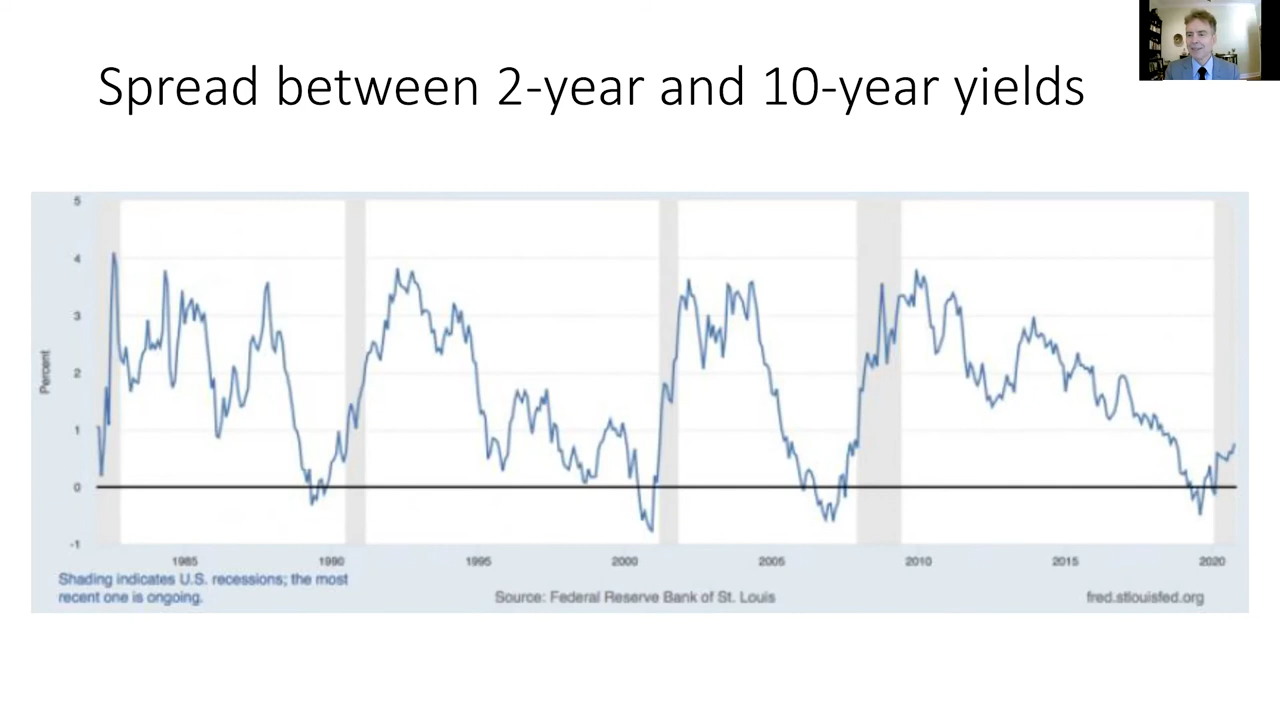 Spread between 2-year and 10-year yields
5
4
3
2
1
0
-1
Percent
1985 1990 1995 2000 2005 2010 2015 2020
Shading indicates U.S. recessions; the most
recent one is ongoing.
Source: Federal Reserve Bank of St. Louis
fred.stlouisfed.org